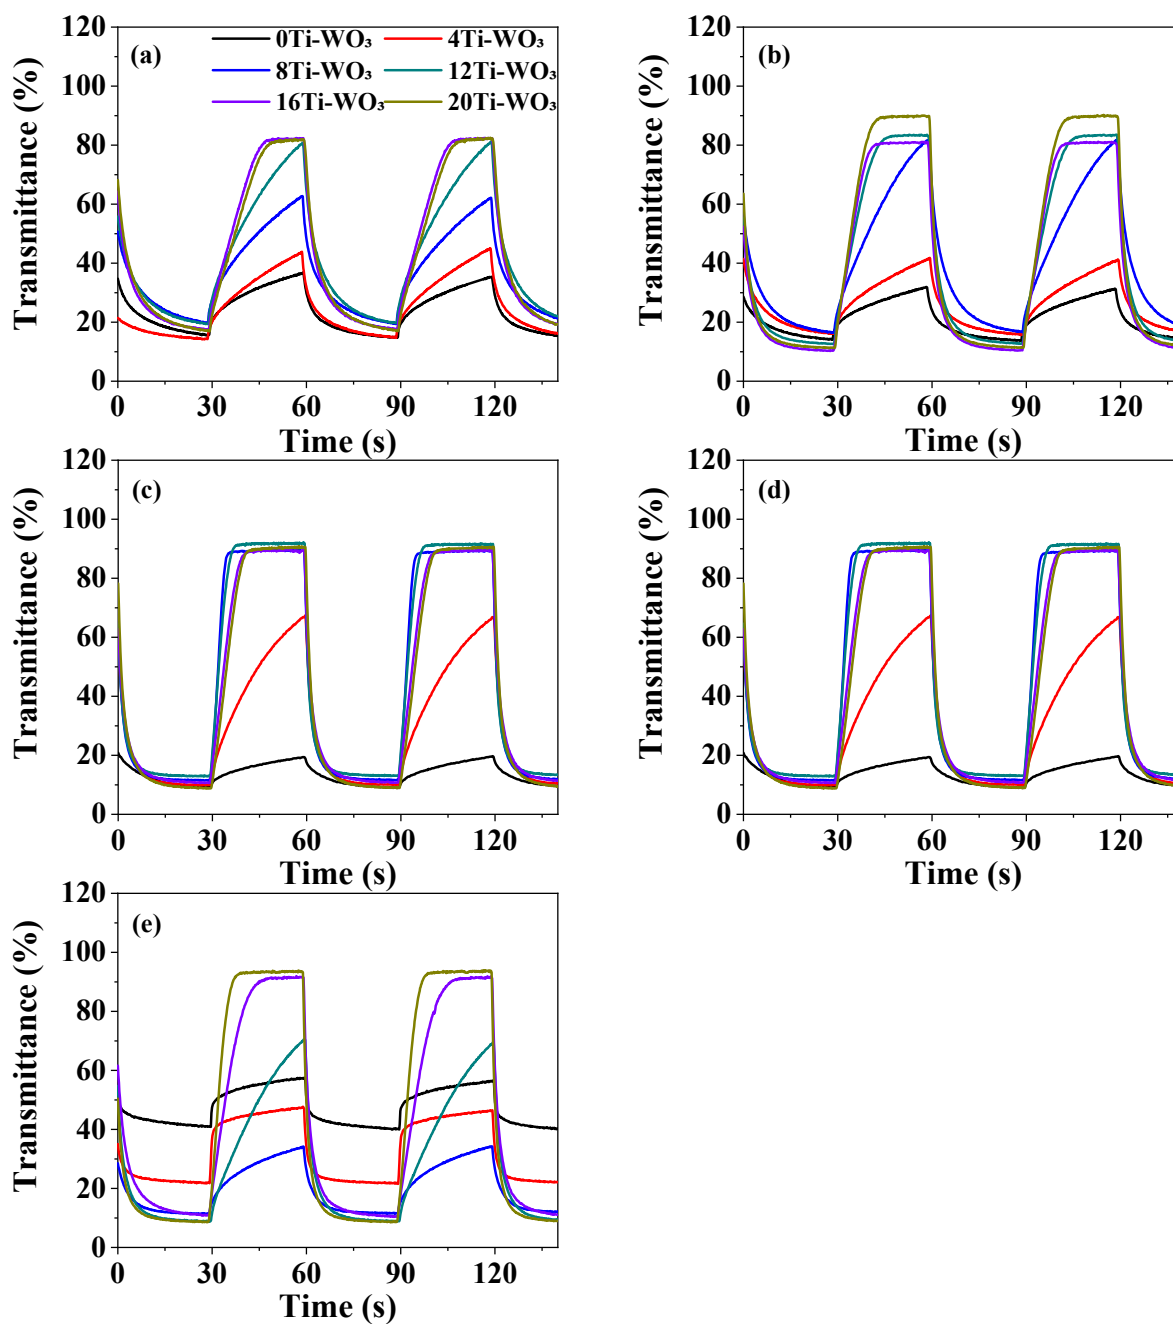 (a)
0Ti-WO₃ 4Ti-WO₃
8Ti-WO₃ 12Ti-WO₃
16Ti-WO₃ 20Ti-WO₃
Transmittance (%)
120
100
80
60
40
20
0
0 30 60 90 120
Time (s)
(b)
Transmittance (%)
120
100
80
60
40
20
0
0 30 60 90 120
Time (s)
(c)
Transmittance (%)
120
100
80
60
40
20
0
0 30 60 90 120
Time (s)
(d)
Transmittance (%)
120
100
80
60
40
20
0
0 30 60 90 120
Time (s)
(e)
Transmittance (%)
120
100
80
60
40
20
0
0 30 60 90 120
Time (s)